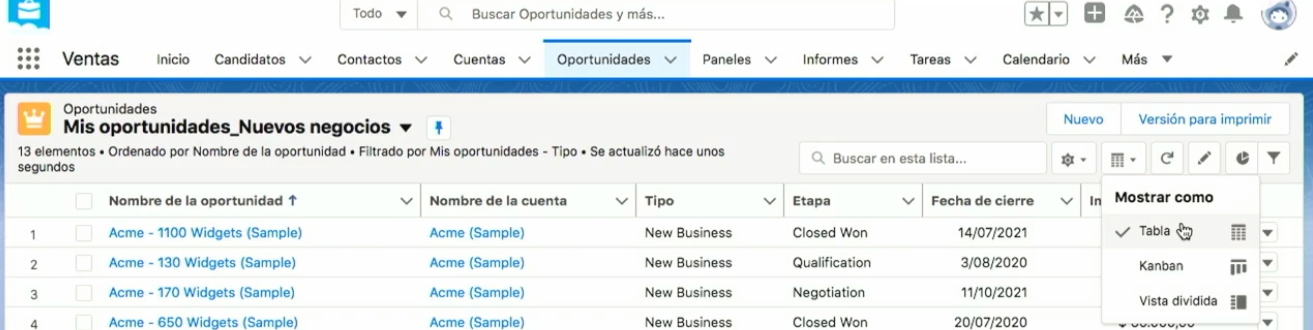 Todo Buscar Oportunidades y más...
Ventas Inicio Candidatos Contactos Cuentas Oportunidades Paneles Informes Tareas Calendario Más
Oportunidades
Mis oportunidades_Nuevos negocios
Nuevo Versión para imprimir
13 elementos • Ordenado por Nombre de la oportunidad • Filtrado por Mis oportunidades - Tipo • Se actualizó hace unos
segundos
Buscar en esta lista...
Mostrar como
Tabla
Kanban
Vista dividida
Nombre de la oportunidad ↑ Nombre de la cuenta Tipo Etapa Fecha de cierre
1 Acme - 1100 Widgets (Sample) Acme (Sample) New Business Closed Won 14/07/2021
2 Acme - 130 Widgets (Sample) Acme (Sample) New Business Qualification 3/08/2020
3 Acme - 170 Widgets (Sample) Acme (Sample) New Business Negotiation 11/10/2021
4 Acme - 650 Widgets (Sample) Acme (Sample) New Business Closed Won 20/07/2021